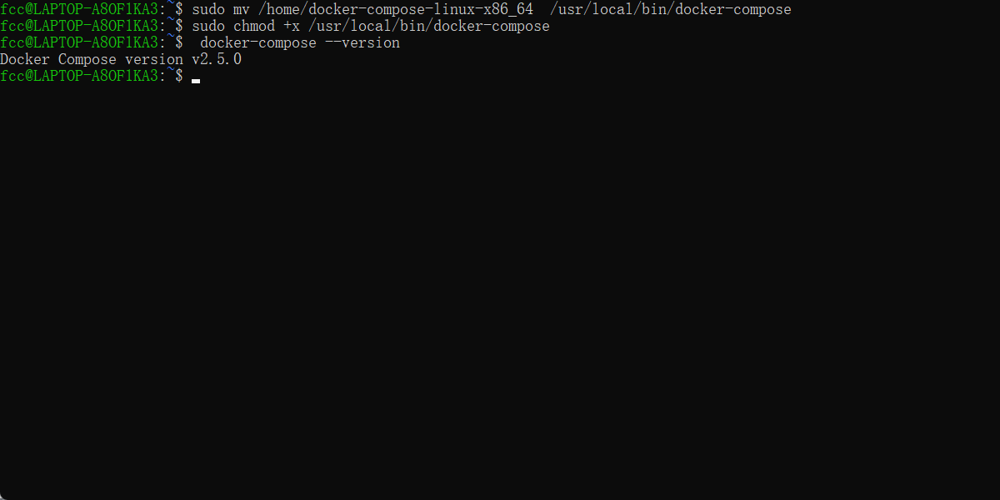 fcc@LAPTOP-A8OF1KA3:~$ sudo mv /home/docker-compose-linux-x86_64  /usr/local/bin/docker-compose
fcc@LAPTOP-A8OF1KA3:~$ sudo chmod +x /usr/local/bin/docker-compose
fcc@LAPTOP-A8OF1KA3:~$  docker-compose --version
Docker Compose version v2.5.0
fcc@LAPTOP-A8OF1KA3:~$